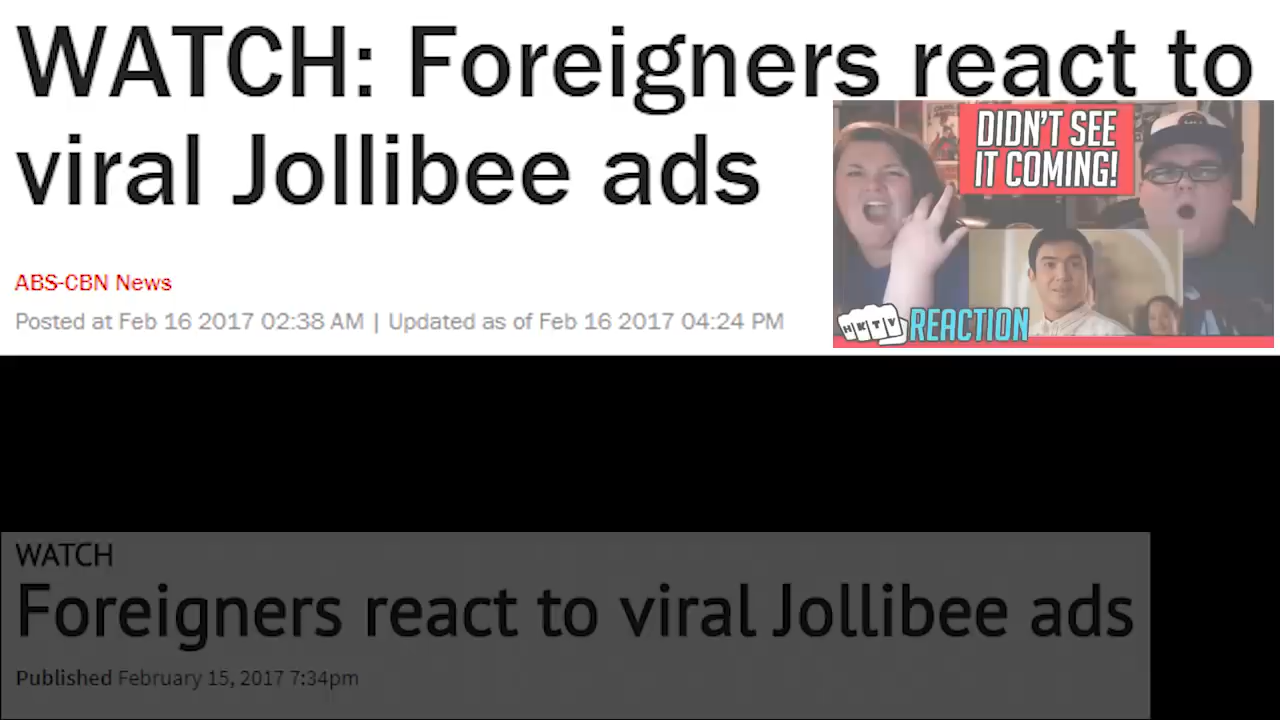 WATCH: Foreigners react to
viral Jollibee ads
DIDN'T SEE
IT COMING!
ABS-CBN News
Posted at Feb 16 2017 02:38 AM | Updated as of Feb 16 2017 04:24 PM
HKTV REACTION
WATCH
Foreigners react to viral Jollibee ads
Published February 15, 2017 7:34pm